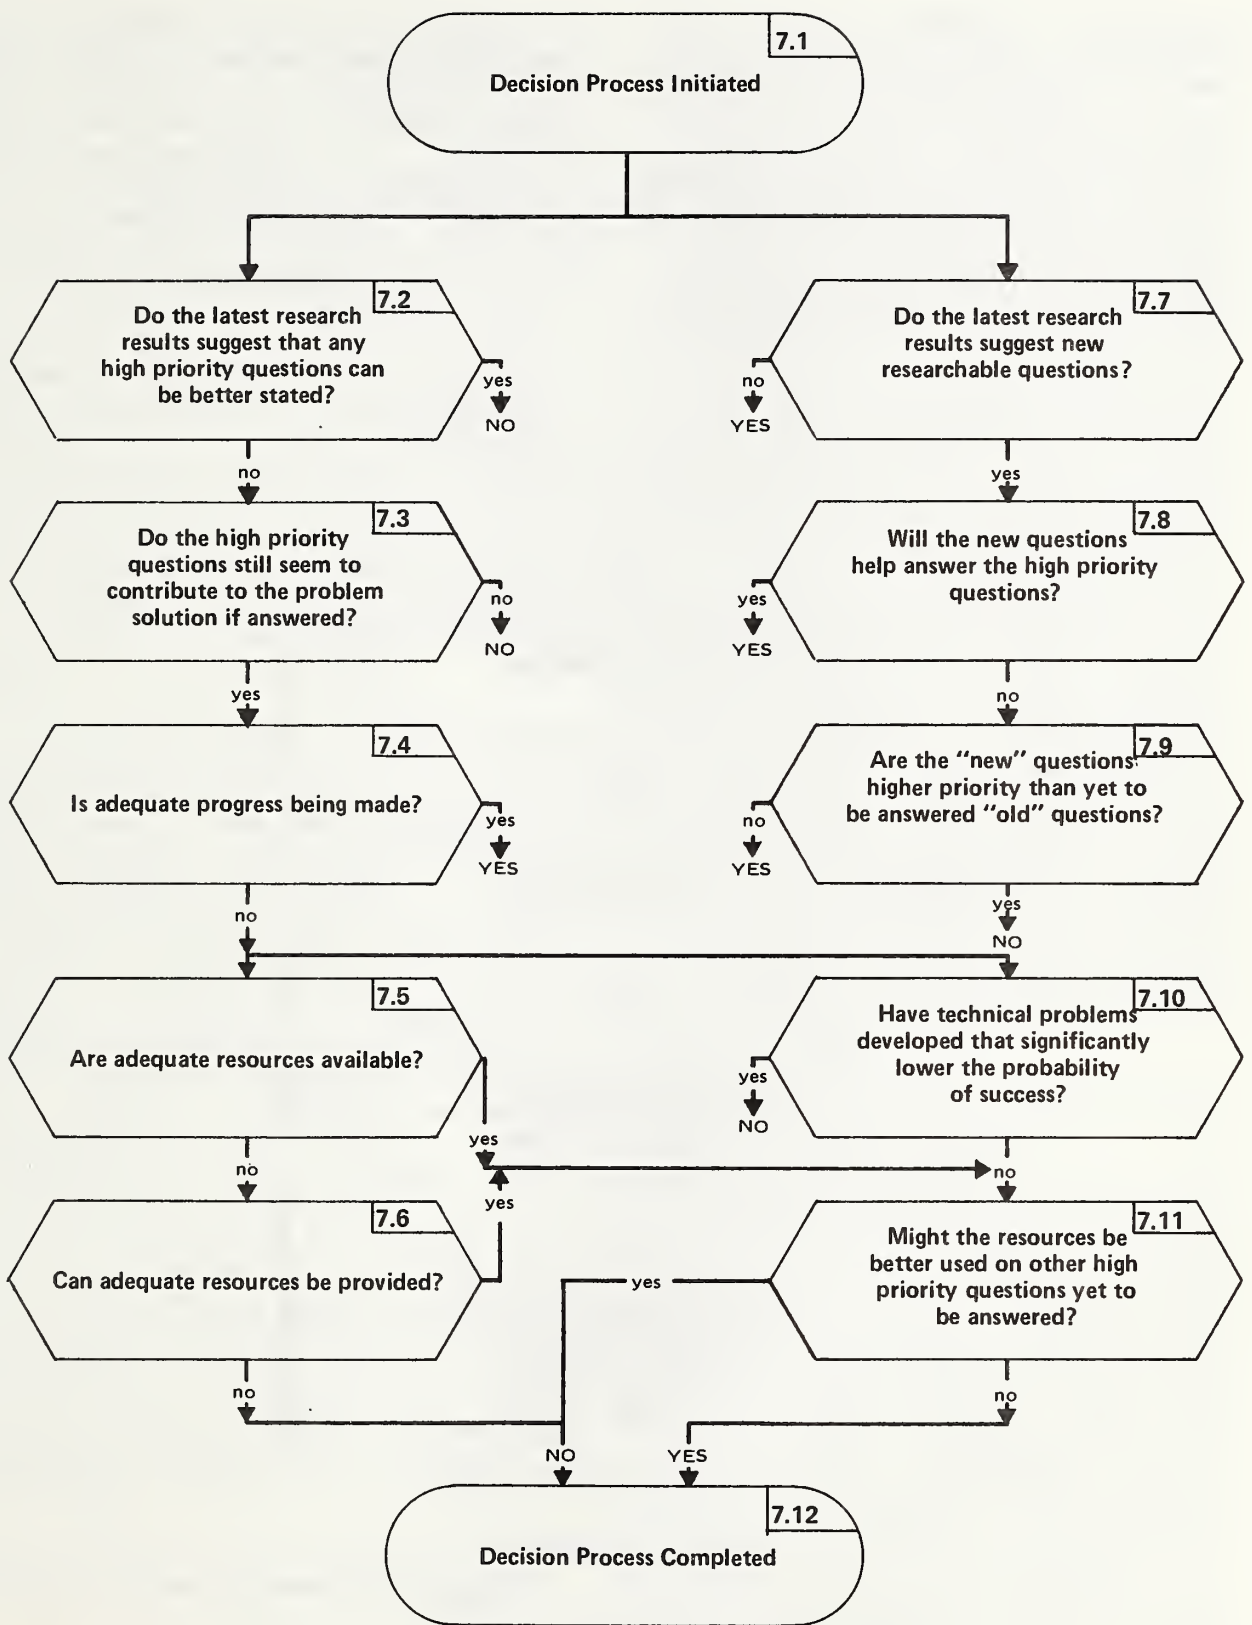 7.1
Decision Process Initiated
7.2
Do the latest research
results suggest that any
high priority questions can
be better stated?
yes
NO
no
7.3
Do the high priority
questions still seem to
contribute to the problem
solution if answered?
no
NO
yes
7.4
Is adequate progress being made?
yes
YES
no
7.5
Are adequate resources available?
yes
no
7.6
Can adequate resources be provided?
yes
no
7.7
Do the latest research
results suggest new
researchable questions?
no
YES
yes
7.8
Will the new questions
help answer the high priority
questions?
yes
YES
no
7.9
Are the "new" questions
higher priority than yet to
be answered "old" questions?
no
YES
yes
NO
7.10
Have technical problems
developed that significantly
lower the probability
of success?
yes
NO
no
7.11
Might the resources be
better used on other high
priority questions yet to
be answered?
yes
no
NO
YES
7.12
Decision Process Completed